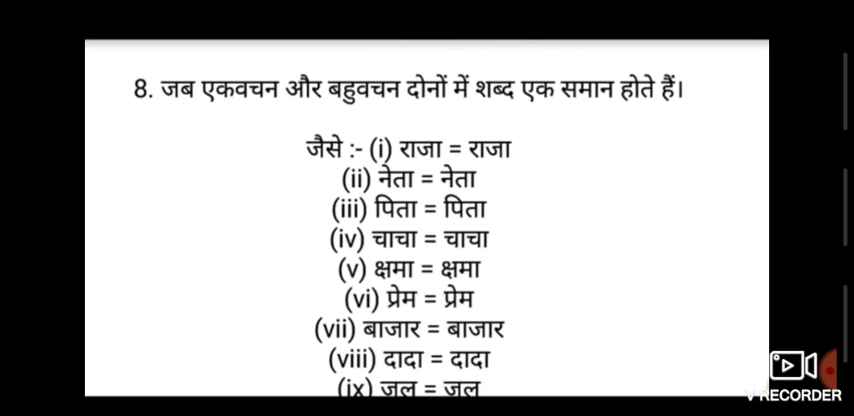 8. जब एकवचन और बहुवचन दोनों में शब्द एक समान होते हैं।
जैसे :- (i) राजा = राजा
(ii) नेता = नेता
(iii) पिता = पिता
(iv) चाचा = चाचा
(v) क्षमा = क्षमा
(vi) प्रेम = प्रेम
(vii) बाजार = बाजार
(viii) दादा = दादा
(ix) जल = जल
V RECORDER